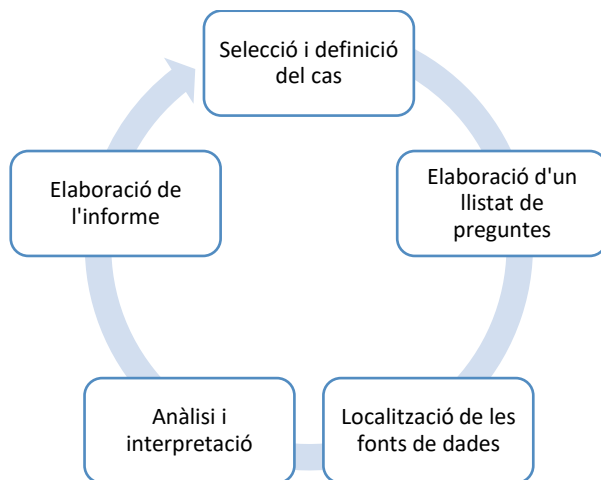 Selecció i definició
del cas
Elaboració d'un
llistat de
preguntes
Localització de les
fonts de dades
Anàlisi i
interpretació
Elaboració de
l'informe